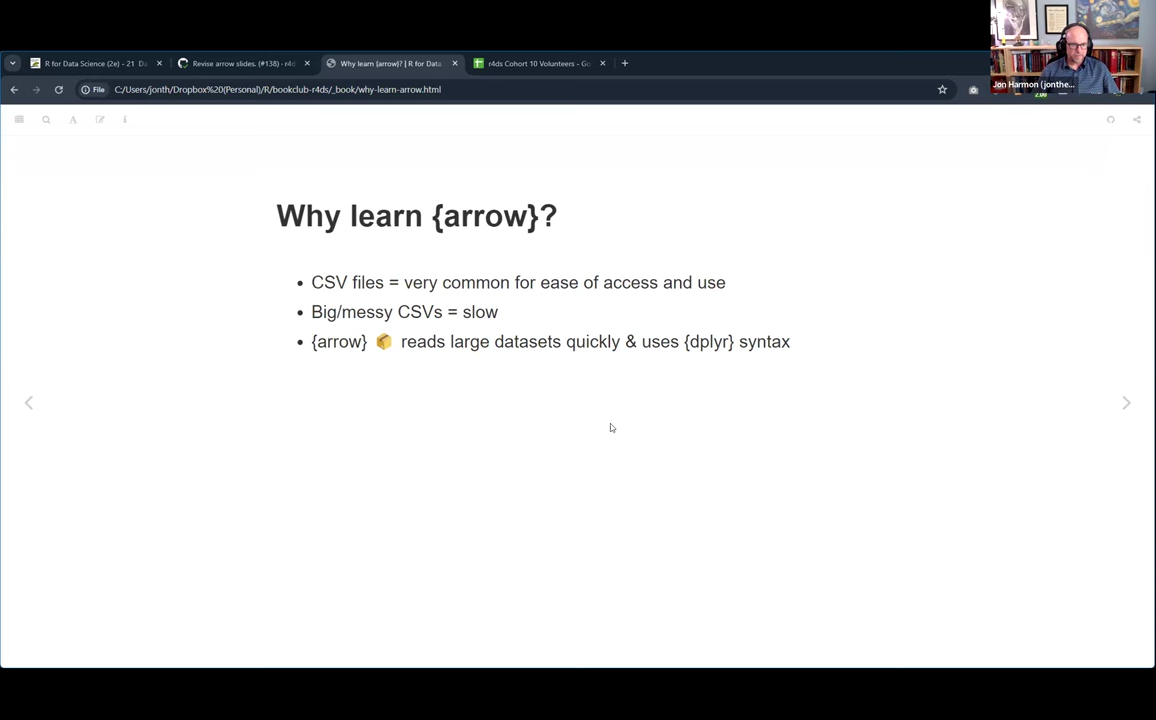 R for Data Science (2e) - 21 Da
Revise arrow slides. (#138) · r4d
Why learn {arrow}? | R for Data
r4ds Cohort 10 Volunteers - Go
File
C:/Users/jonth/Dropbox%20(Personal)/R/bookclub-r4ds/_book/why-learn-arrow.html
Jon Harmon (jonthe...
Why learn {arrow}?
• CSV files = very common for ease of access and use
• Big/messy CSVs = slow
• {arrow} 📦 reads large datasets quickly & uses {dplyr} syntax